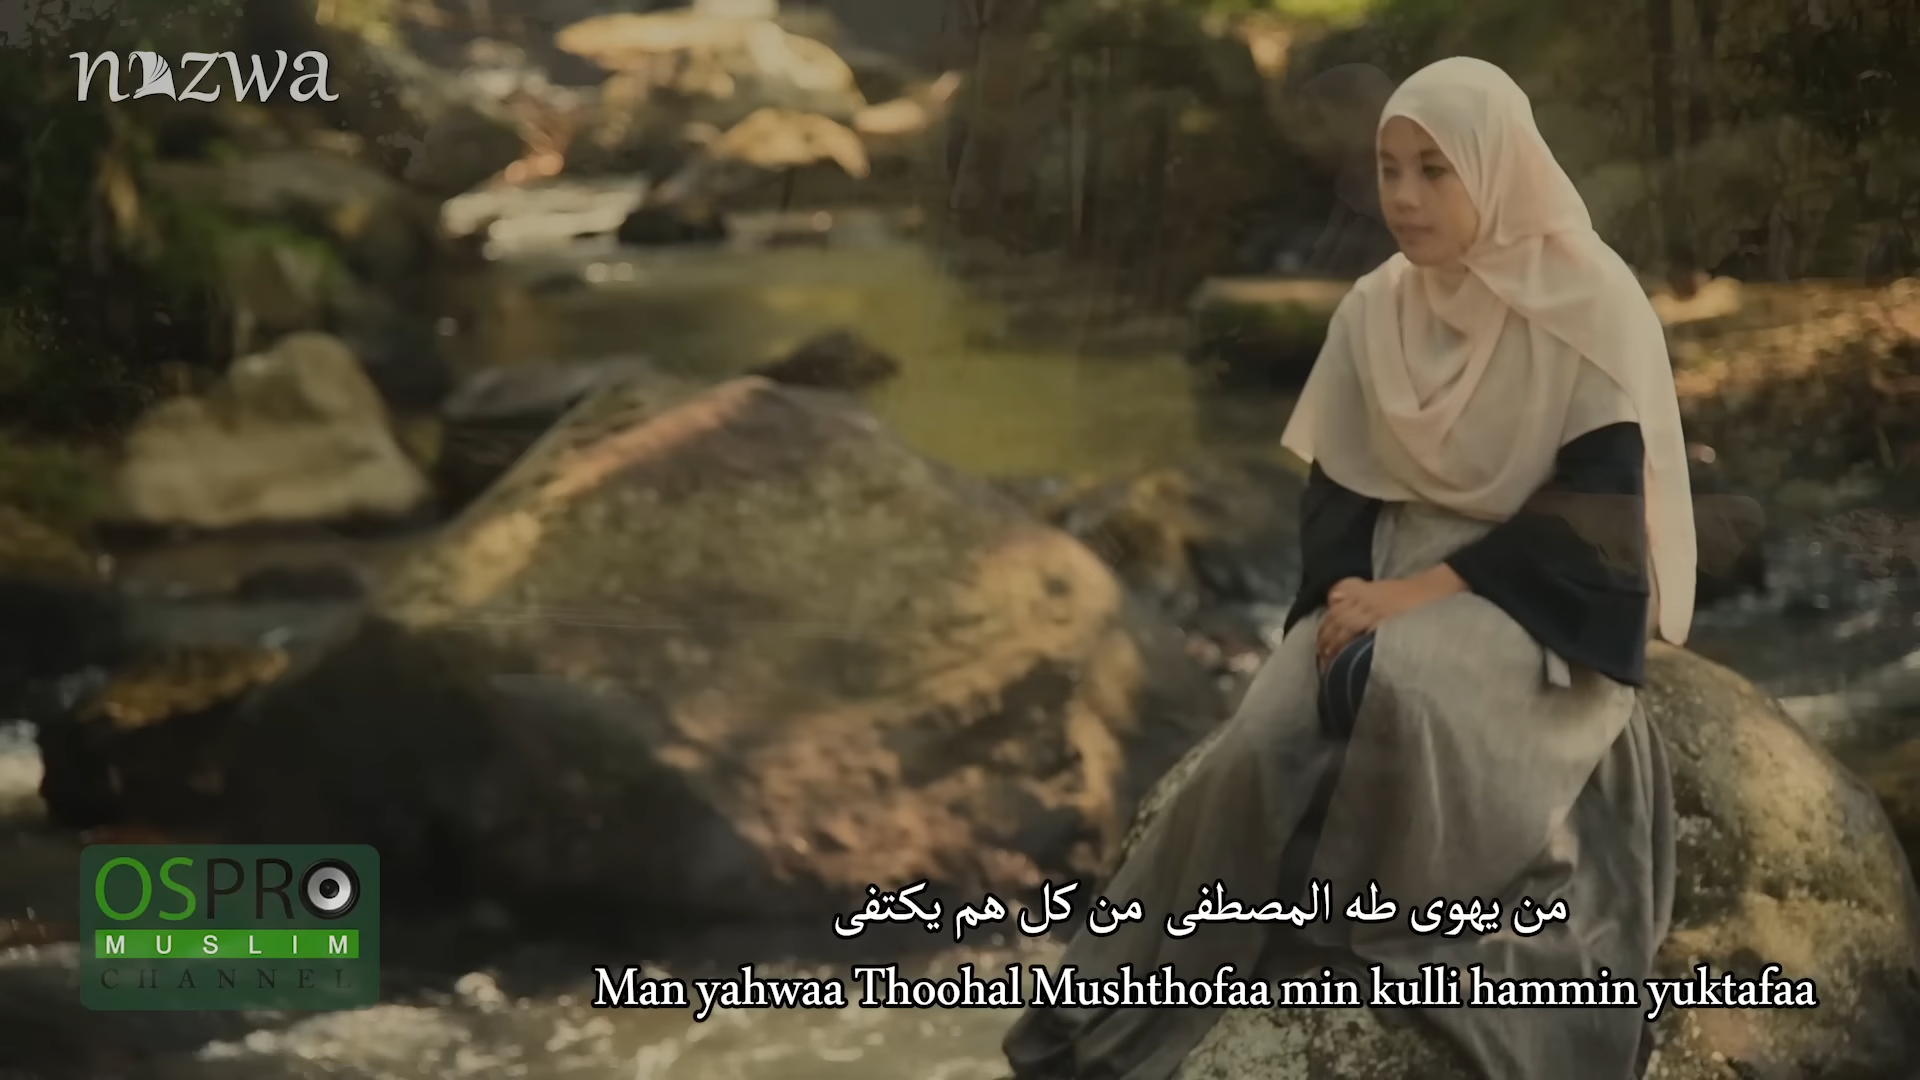 nazwa
OSPRO
MUSLIM
CHANNEL
من يهوى طه المصطفى من كل هم يكتفى
Man yahwaa Thoohal Mushthofaa min kulli hammin yuktafaa